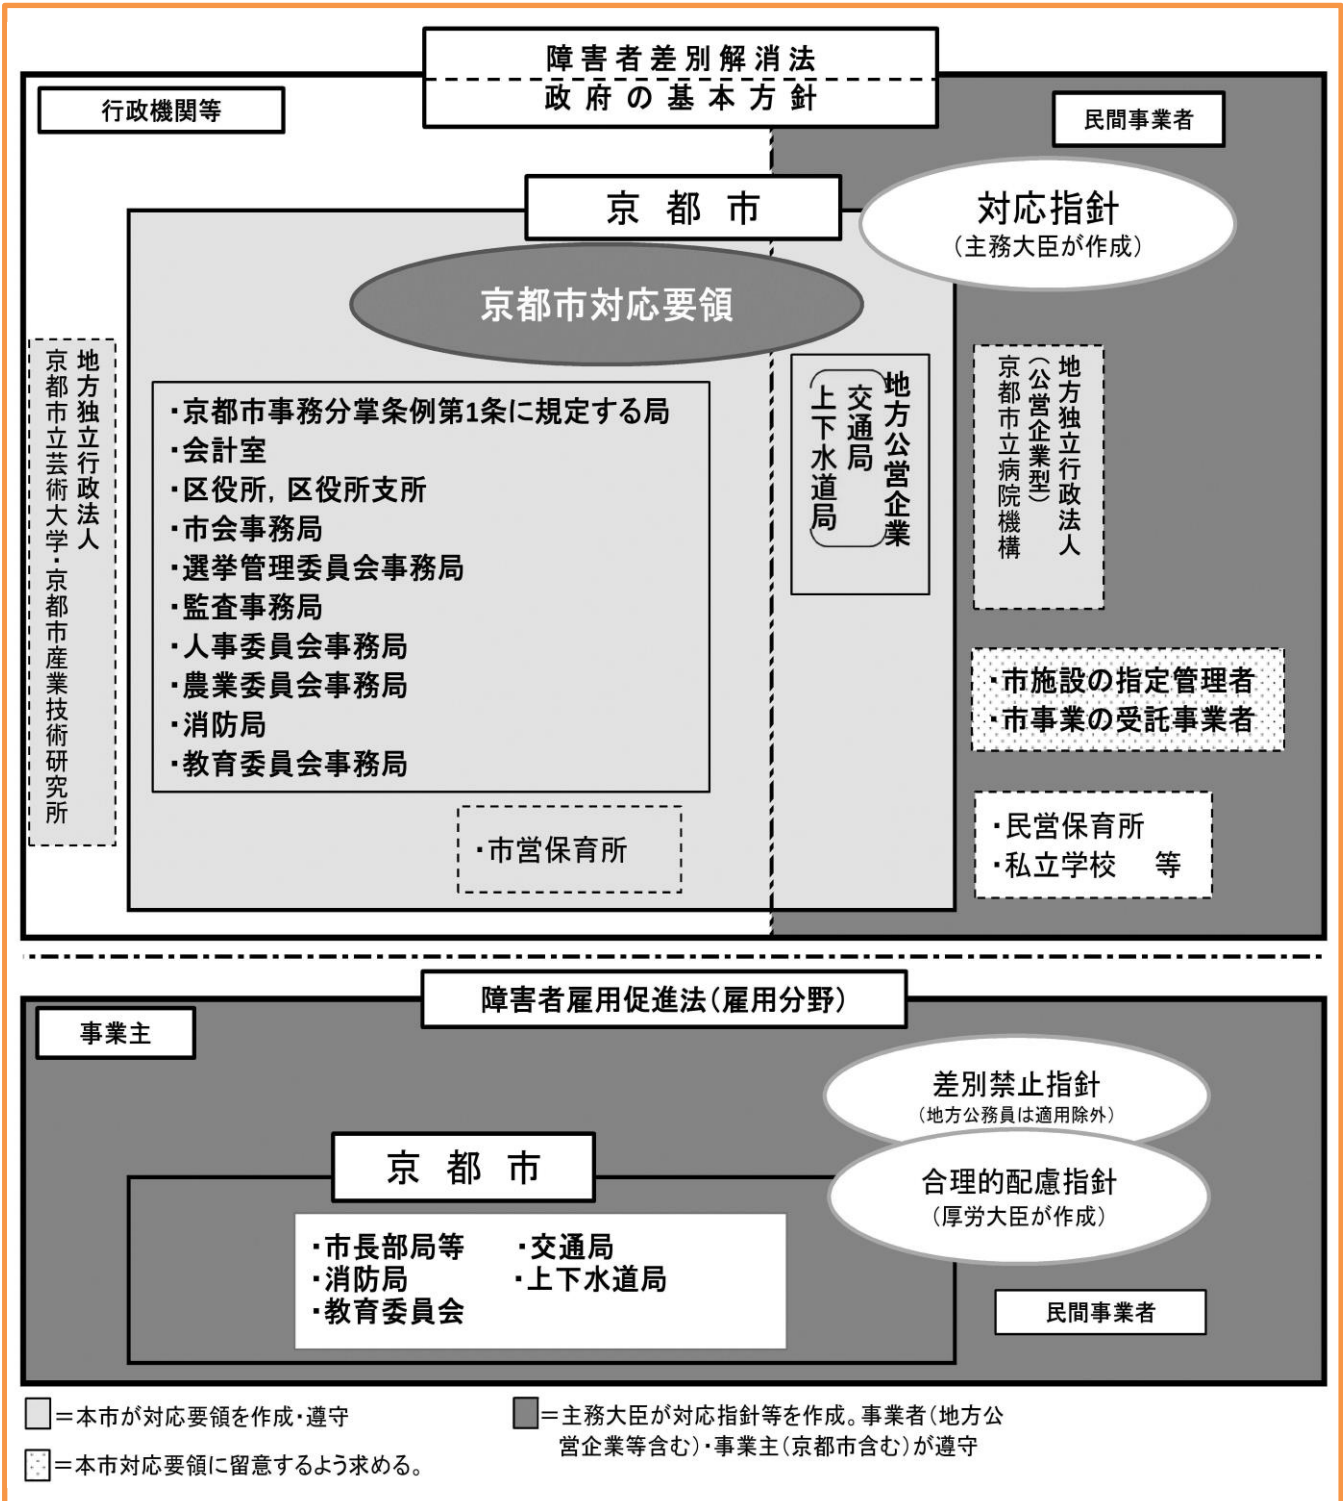 障害者差別解消法
政府の基本方針
行政機関等
民間事業者
京都市
対応指針
（主務大臣が作成）
京都市対応要領
地方独立行政法人
京都市立芸術大学・京都市産業技術研究所
・京都市事務分掌条例第1条に規定する局
・会計室
・区役所，区役所支所
・市会事務局
・選挙管理委員会事務局
・監査事務局
・人事委員会事務局
・農業委員会事務局
・消防局
・教育委員会事務局
・市営保育所
地方公営企業
交通局
上下水道局
地方独立行政法人
（公営企業型）
京都市立病院機構
・市施設の指定管理者
・市事業の受託事業者
・民営保育所
・私立学校　等
障害者雇用促進法（雇用分野）
事業主
差別禁止指針
（地方公務員は適用除外）
京都市
合理的配慮指針
（厚労大臣が作成）
・市長部局等　・交通局
・消防局　・上下水道局
・教育委員会
民間事業者
＝本市が対応要領を作成・遵守
＝本市対応要領に留意するよう求める。
＝主務大臣が対応指針等を作成。事業者（地方公
営企業等含む）・事業主（京都市含む）が遵守